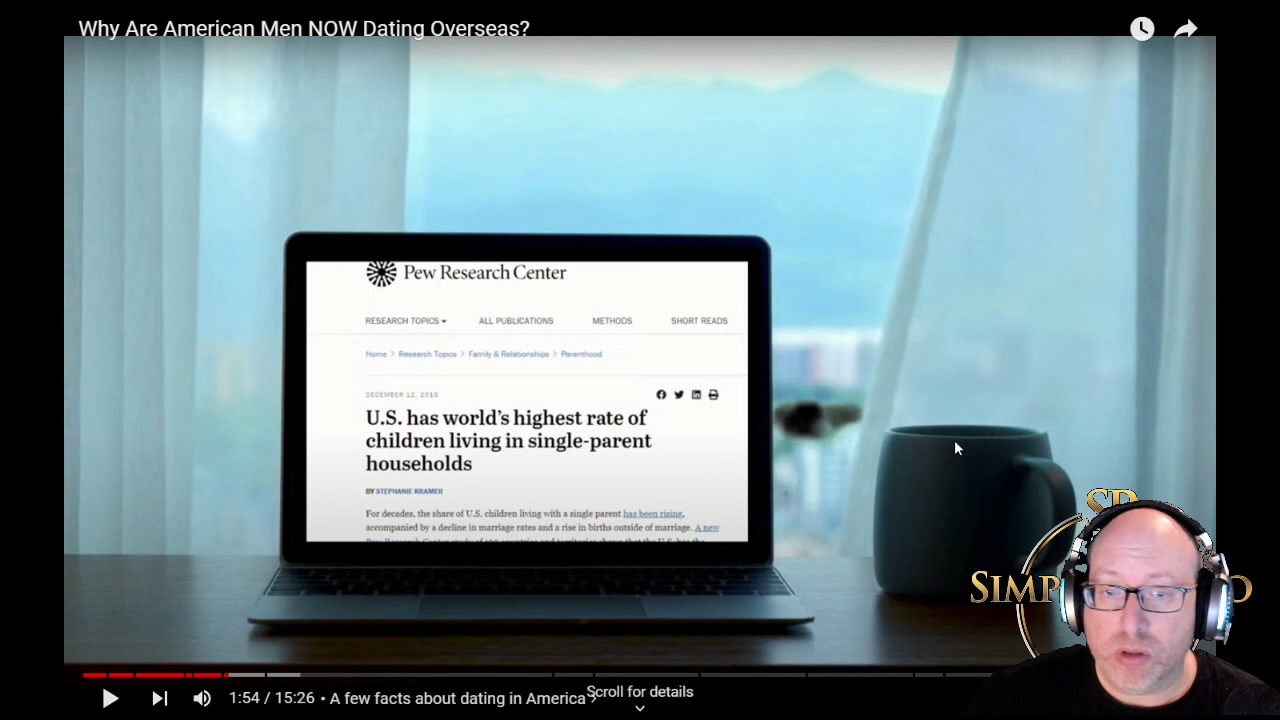 Why Are American Men NOW Dating Overseas?
Pew Research Center
RESEARCH TOPICS
ALL PUBLICATIONS
METHODS
SHORT READS
Home > Research Topics > Family & Relationships > Parenthood
DECEMBER 12, 2019
U.S. has world's highest rate of
children living in single-parent
households
BY STEPHANIE KRAMER
For decades, the share of U.S. children living with a single parent has been rising,
accompanied by a decline in marriage rates and a rise in births outside of marriage. A new
SP
1:54 / 15:26 • A few facts about dating in America >
Scroll for details